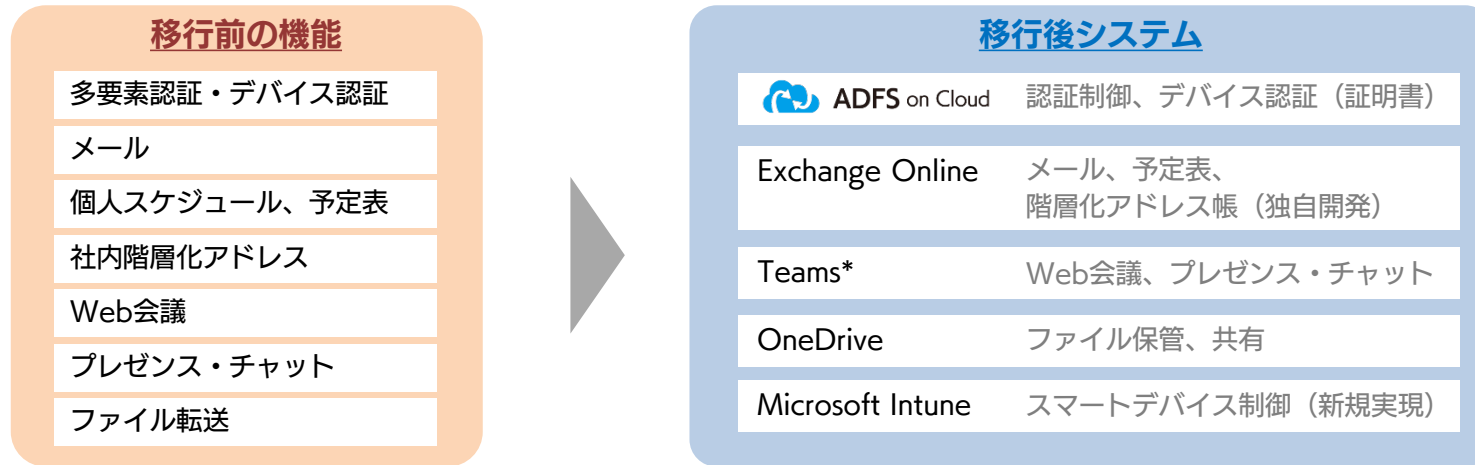 移行前の機能
多要素認証・デバイス認証
メール
個人スケジュール、予定表
社内階層化アドレス
Web会議
プレゼンス・チャット
ファイル転送
移行後システム
ADFS on Cloud 認証制御、デバイス認証（証明書）
Exchange Online メール、予定表、
階層化アドレス帳（独自開発）
Teams* Web会議、プレゼンス・チャット
OneDrive ファイル保管、共有
Microsoft Intune スマートデバイス制御（新規実現）